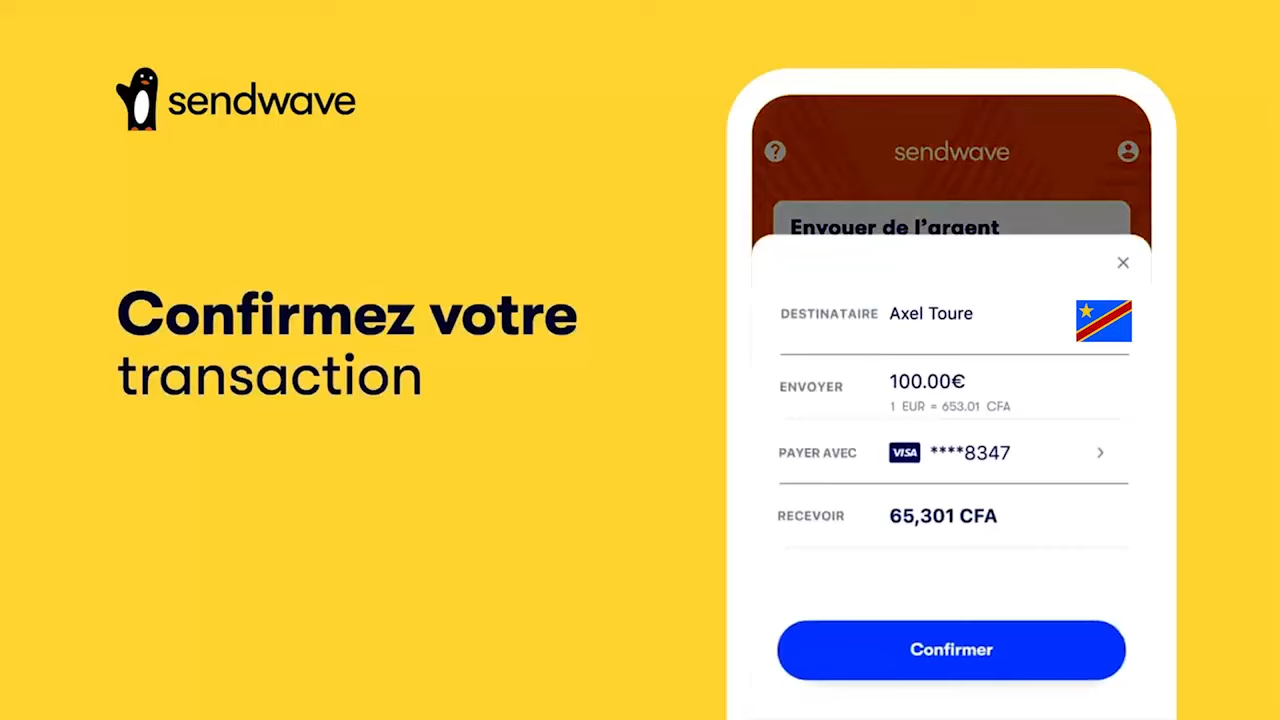 sendwave
Confirmez votre
transaction
?
sendwave
Envoyer de l'argent
DESTINATAIRE Axel Toure
ENVOYER 100.00€
1 EUR = 653.01 CFA
PAYER AVEC VISA ****8347
RECEVOIR 65,301 CFA
Confirmer